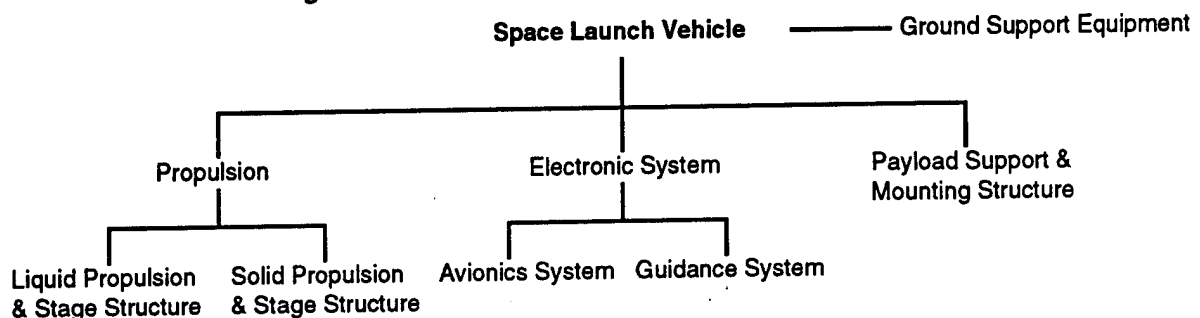 Space Launch Vehicle
Ground Support Equipment
Propulsion
Electronic System
Payload Support &
Mounting Structure
Liquid Propulsion
& Stage Structure
Solid Propulsion
& Stage Structure
Avionics System
Guidance System